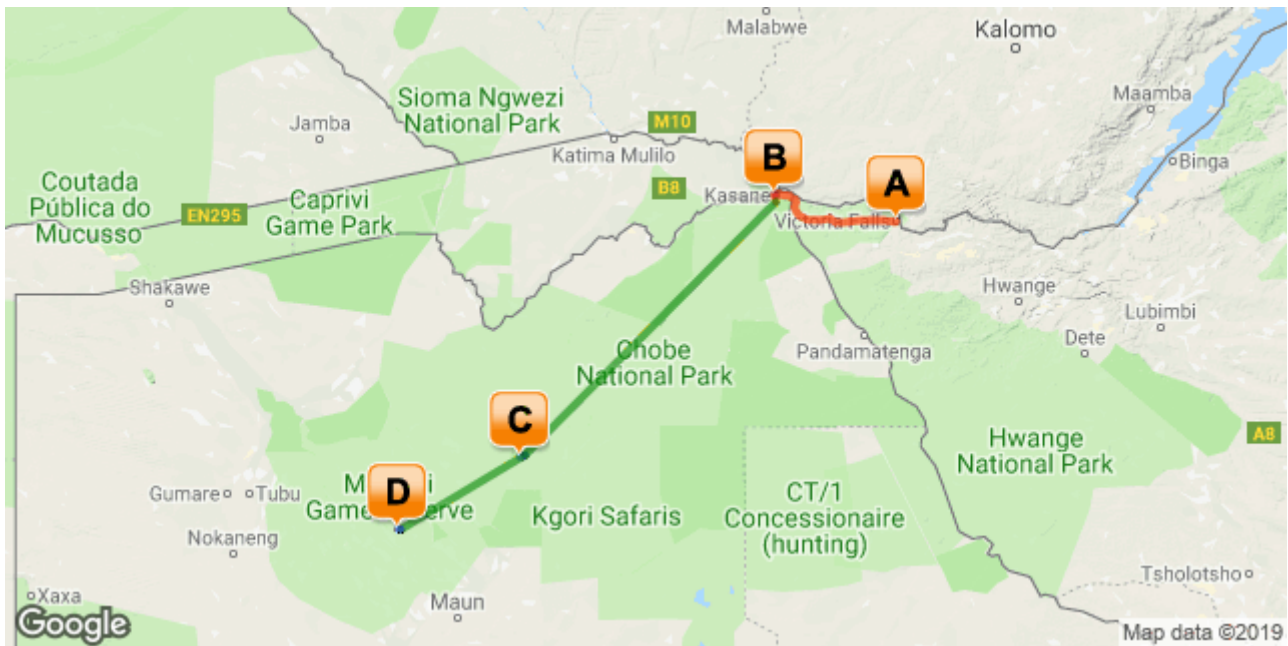 Malabwe
Kalomo
Sioma Ngwezi
National Park
Maamba
Jamba
M10
Katima Mulilo
B
Binga
Coutada
Pública do
Mucusso
Caprivi
Game Park
EN295
B8
Kasane
A
Victoria Falls
Shakawe
Hwange
Lubimbi
Dete
Pandamatenga
Chobe
National Park
C
A8
Hwange
National Park
D
Gumare
Tubu
Nokaneng
Kgori Safaris
CT/1
Concessionaire
(hunting)
Tsholotsho
Xaxa
Maun
Google
Map data ©2019